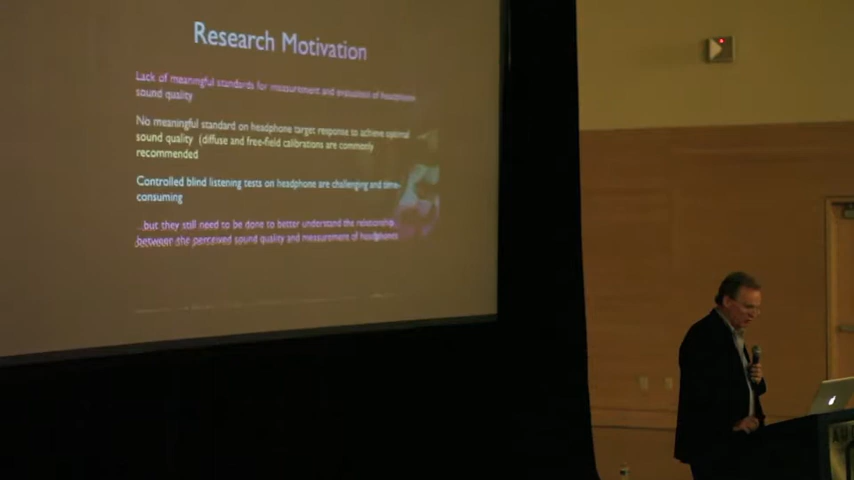 Research Motivation
Lack of meaningful standards for measurement and evaluation of headphone
sound quality
No meaningful standard on headphone target response to achieve optimal
sound quality (diffuse and free-field calibrations are commonly
recommended
Controlled blind listening tests on headphone are challenging and time-
consuming
...but they still need to be done to better understand the relationship
between the perceived sound quality and measurement of headphones